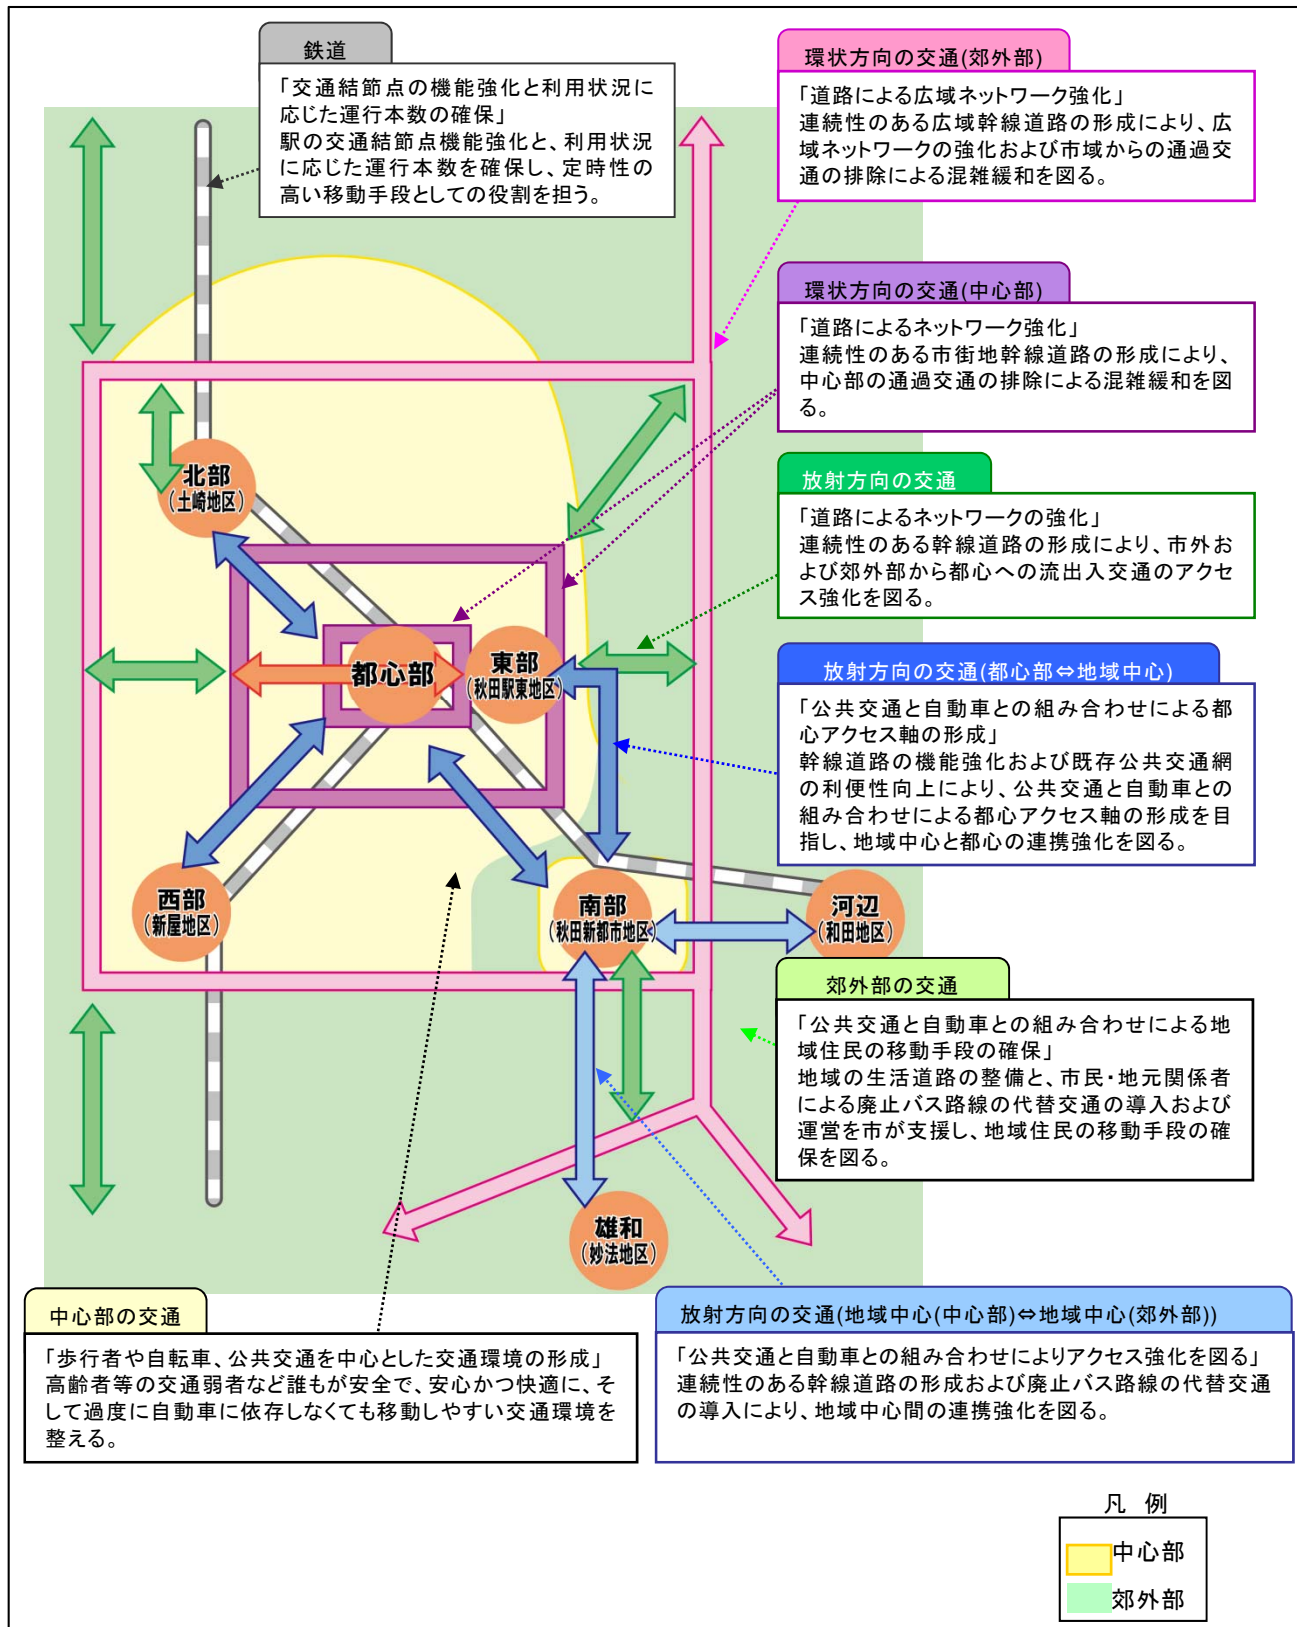 鉄道
「交通結節点の機能強化と利用状況に
応じた運行本数の確保」
駅の交通結節点機能強化と、利用状況
に応じた運行本数を確保し、定時性の
高い移動手段としての役割を担う。
環状方向の交通(郊外部)
「道路による広域ネットワーク強化」
連続性のある広域幹線道路の形成により、広
域ネットワークの強化および市域からの通過交
通の排除による混雑緩和を図る。
環状方向の交通(中心部)
「道路によるネットワーク強化」
連続性のある市街地幹線道路の形成により、
中心部の通過交通の排除による混雑緩和を図
る。
放射方向の交通
「道路によるネットワークの強化」
連続性のある幹線道路の形成により、市外お
よび郊外部から都心への流出入交通のアクセ
ス強化を図る。
放射方向の交通(都心部⇔地域中心)
「公共交通と自動車との組み合わせによる都
心アクセス軸の形成」
幹線道路の機能強化および既存公共交通網
の利便性向上により、公共交通と自動車との
組み合わせによる都心アクセス軸の形成を目
指し、地域中心と都心の連携強化を図る。
北部
(土崎地区)
都心部
東部
(秋田駅東地区)
西部
(新屋地区)
南部
(秋田新都市地区)
河辺
(和田地区)
雄和
(妙法地区)
郊外部の交通
「公共交通と自動車との組み合わせによる地
域住民の移動手段の確保」
地域の生活道路の整備と、市民・地元関係者
による廃止バス路線の代替交通の導入および
運営を市が支援し、地域住民の移動手段の確
保を図る。
中心部の交通
「歩行者や自転車、公共交通を中心とした交通環境の形成」
高齢者等の交通弱者など誰もが安全で、安心かつ快適に、そ
して過度に自動車に依存しなくても移動しやすい交通環境を
整える。
放射方向の交通(地域中心(中心部)⇔地域中心(郊外部))
「公共交通と自動車との組み合わせによりアクセス強化を図る」
連続性のある幹線道路の形成および廃止バス路線の代替交通
の導入により、地域中心間の連携強化を図る。
凡 例
中心部
郊外部